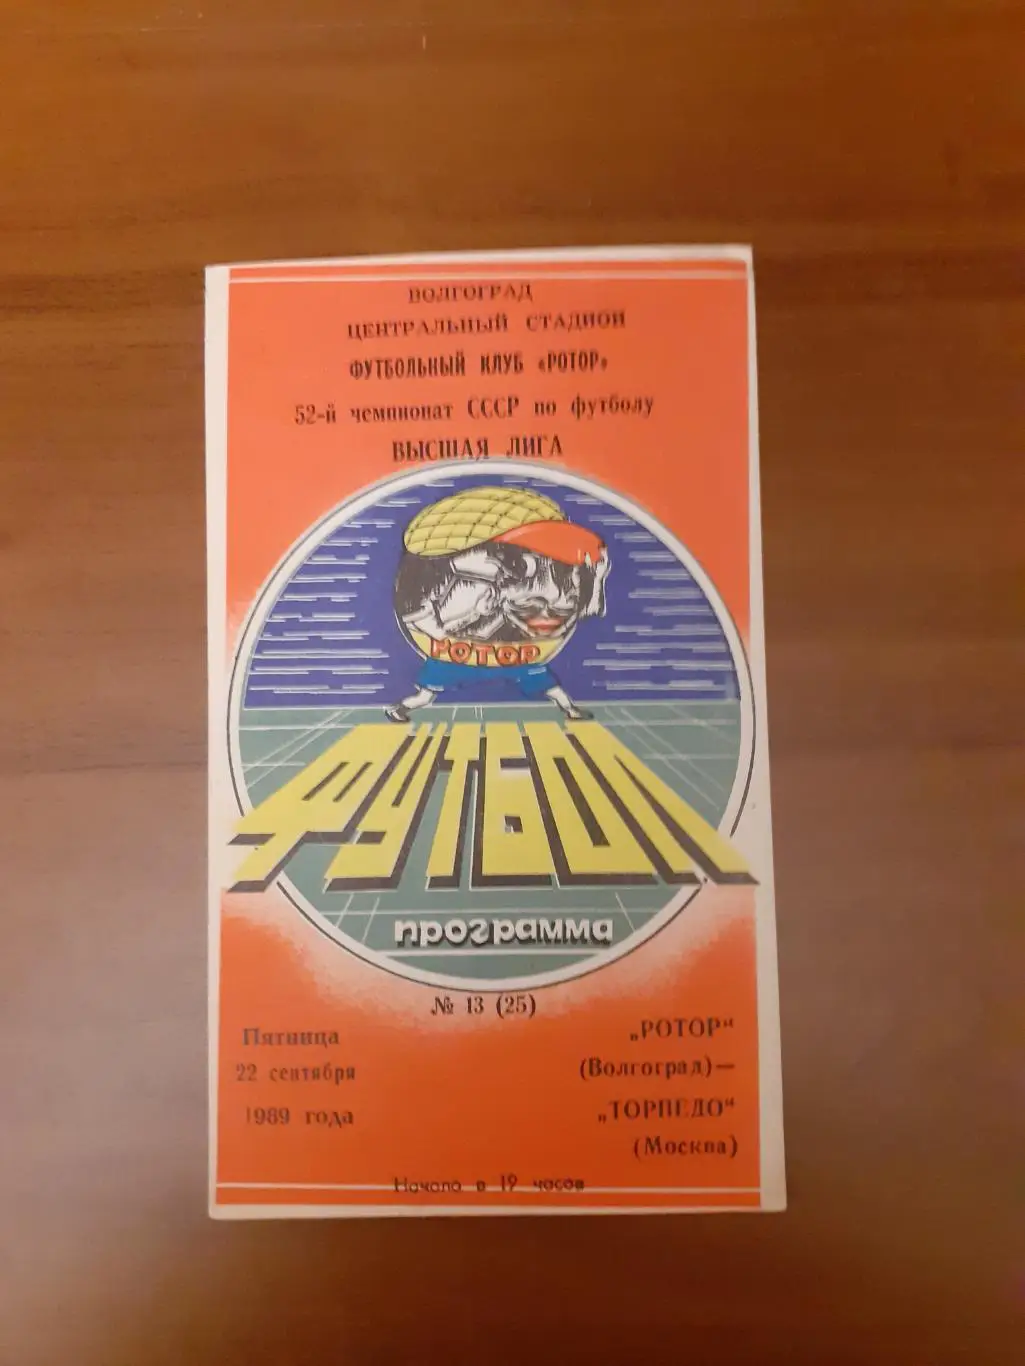 ВОЛГОГРАД
ЦЕНТРАЛЬНЫЙ СТАДИОН
ФУТБОЛЬНЫЙ КЛУБ «РОТОР»
52-й чемпионат СССР по футболу
ВЫСШАЯ ЛИГА
РОТОР
ФУТБОЛ
программа
№ 13 (25)
Пятница
22 сентября
1989 года
„РОТОР“
(Волгоград)—
„ТОРПЕДО“
(Москва)
Начало в 19 часов